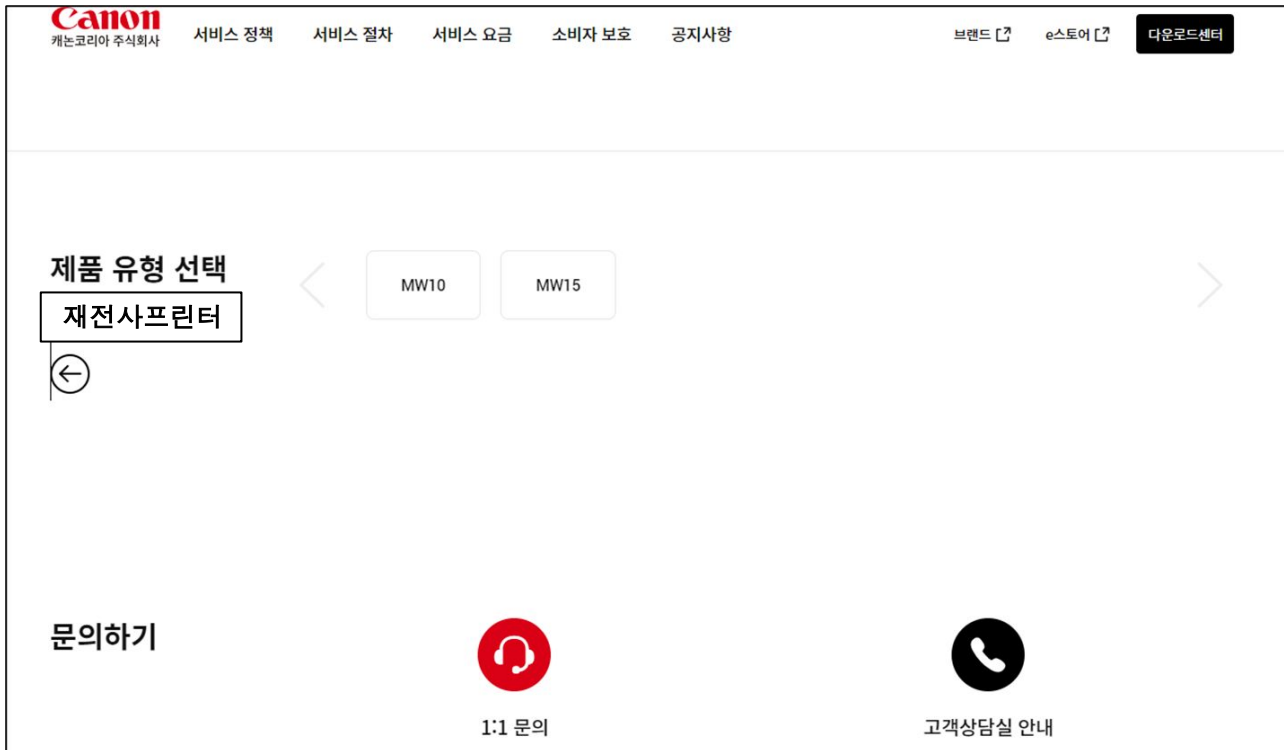 Canon
캐논코리아 주식회사
서비스 정책 서비스 절차 서비스 요금 소비자 보호 공지사항 브랜드 e스토어 다운로드센터
제품 유형 선택
MW10 MW15
재전사프린터
문의하기
1:1 문의 고객상담실 안내